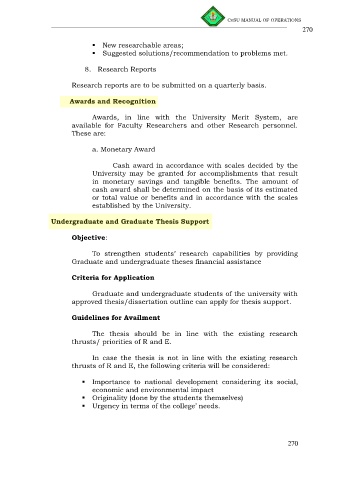 CvSU MANUAL OF OPERATIONS
270
▪ New researchable areas;
▪ Suggested solutions/recommendation to problems met.
8. Research Reports
Research reports are to be submitted on a quarterly basis.
Awards and Recognition
Awards, in line with the University Merit System, are
available for Faculty Researchers and other Research personnel.
These are:
a. Monetary Award
Cash award in accordance with scales decided by the
University may be granted for accomplishments that result
in monetary savings and tangible benefits. The amount of
cash award shall be determined on the basis of its estimated
or total value or benefits and in accordance with the scales
established by the University.
Undergraduate and Graduate Thesis Support
Objective:
To strengthen students' research capabilities by providing
Graduate and undergraduate theses financial assistance
Criteria for Application
Graduate and undergraduate students of the university with
approved thesis/dissertation outline can apply for thesis support.
Guidelines for Availment
The thesis should be in line with the existing research
thrusts/ priorities of R and E.
In case the thesis is not in line with the existing research
thrusts of R and E, the following criteria will be considered:
▪ Importance to national development considering its social,
economic and environmental impact
▪ Originality (done by the students themselves)
▪ Urgency in terms of the college' needs.
270